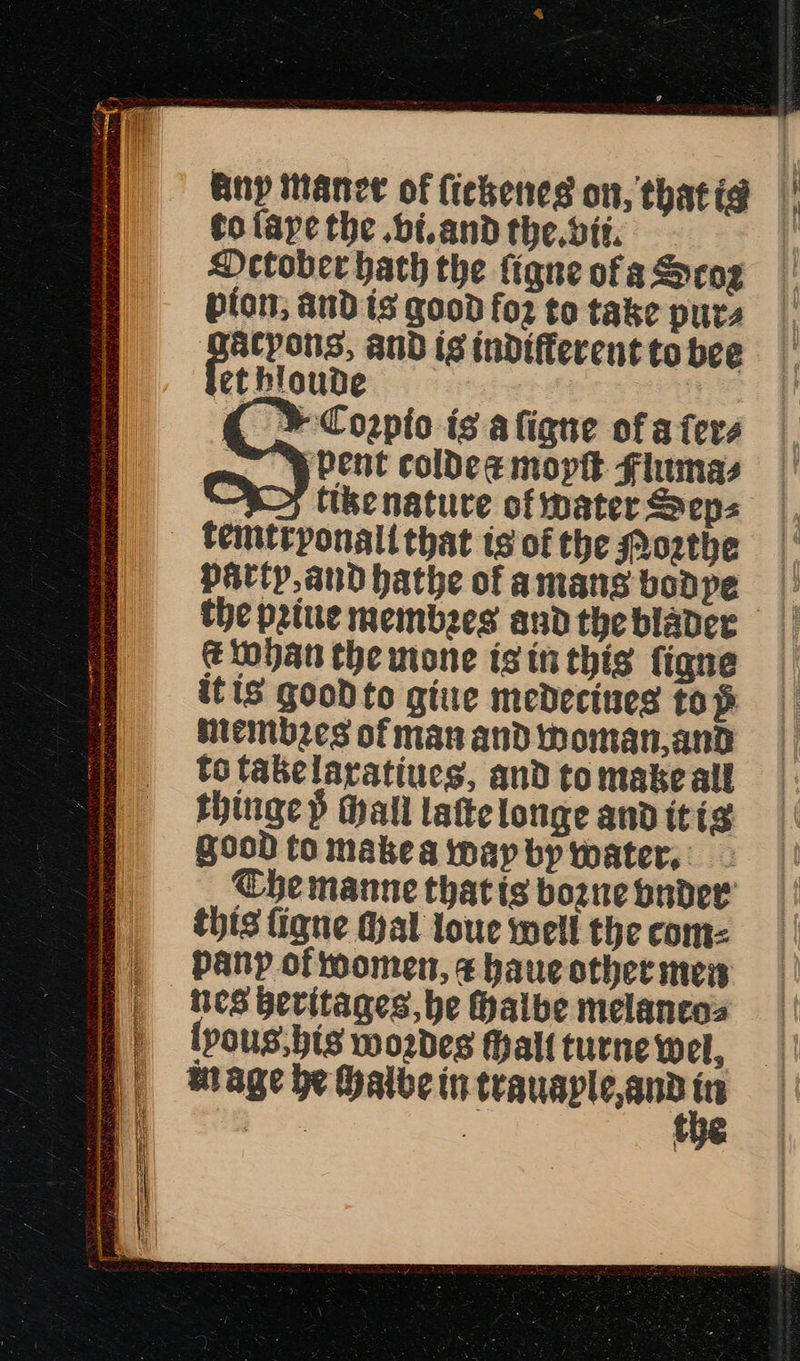 any maner of sickenes on, that is
to saye the .vi. and the .vii.
October hath the signe of a Scor
pion, and is good for to take pur⸗
gacyons, and is indifferent to bee
let bloude
SCorpio is a signe of a ser⸗
pent colde & moyst Fluma⸗
tike nature of water Sep⸗
temtryonall that is of the Northe
party, and hathe of a mans bodye
the priue membres and the blader
& whan the mone is in this signe
it is good to giue medecines to þͤ
membres of man and woman, and
to take laxatiues, and to make all
thinge þͭ shall laste longe and it is
good to make a way by water.
The manne that is borne vnder
this signe shal loue well the com⸗
pany of women, & haue other men
nes heritages, he shalbe melanco⸗
lyous, his wordes shall turne wel,
in age he shalbe in trauayle, and in
the